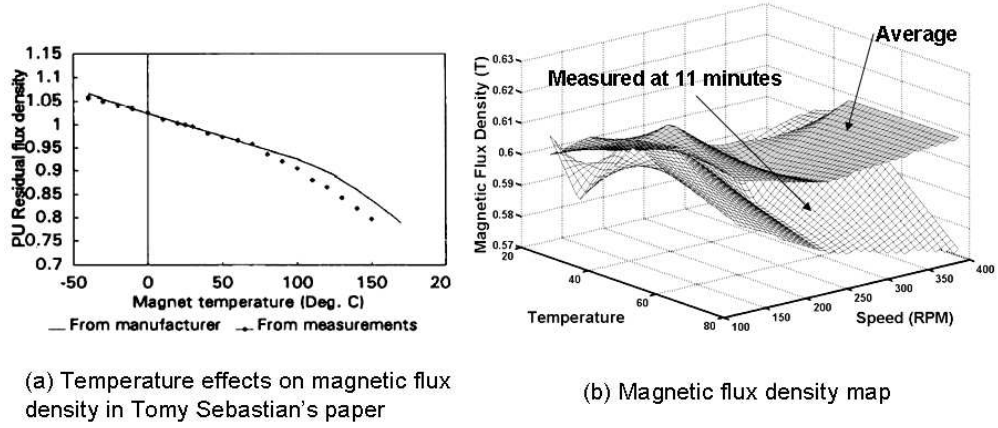 1.15
1.1
1.05
1
0.95
0.9
0.85
0.8
0.75
0.7
PU Residual flux density
-50 0 50 100 150 20
Magnet temperature (Deg. C)
From manufacturer From measurements
(a) Temperature effects on magnetic flux
density in Tomy Sebastian's paper
Average
Measured at 11 minutes
Magnetic Flux Density (T)
0.63
0.62
0.61
0.6
0.59
0.58
0.57
20
40
60
80
Temperature
100
150
200
250
300
350
400
Speed (RPM)
(b) Magnetic flux density map